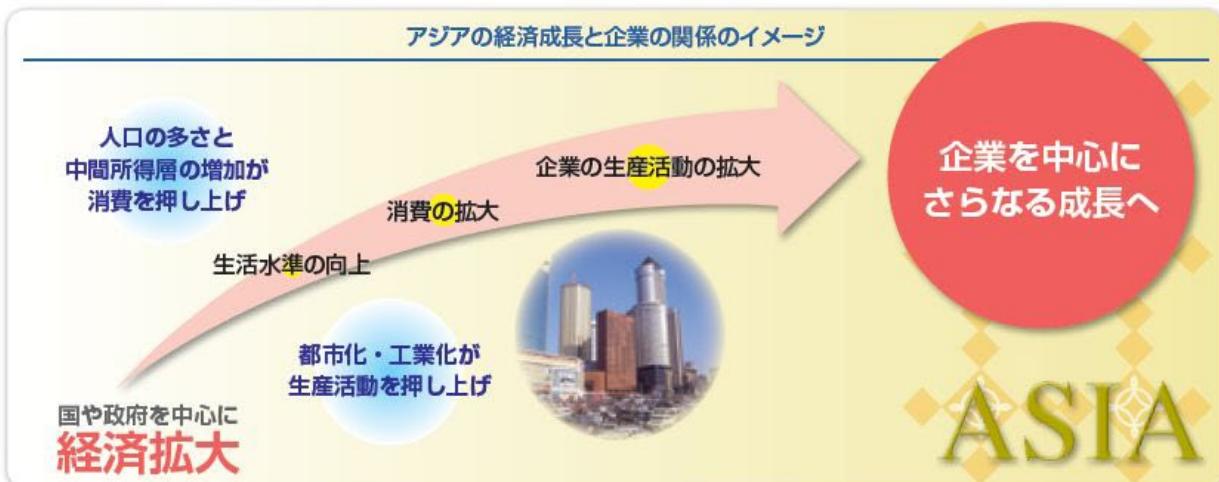 アジアの経済成長と企業の関係のイメージ
人口の多さと
中間所得層の増加が
消費を押し上げ
企業の生産活動の拡大
消費の拡大
生活水準の向上
都市化・工業化が
生産活動を押し上げ
国や政府を中心に
経済拡大
企業を中心に
さらなる成長へ
ASIA